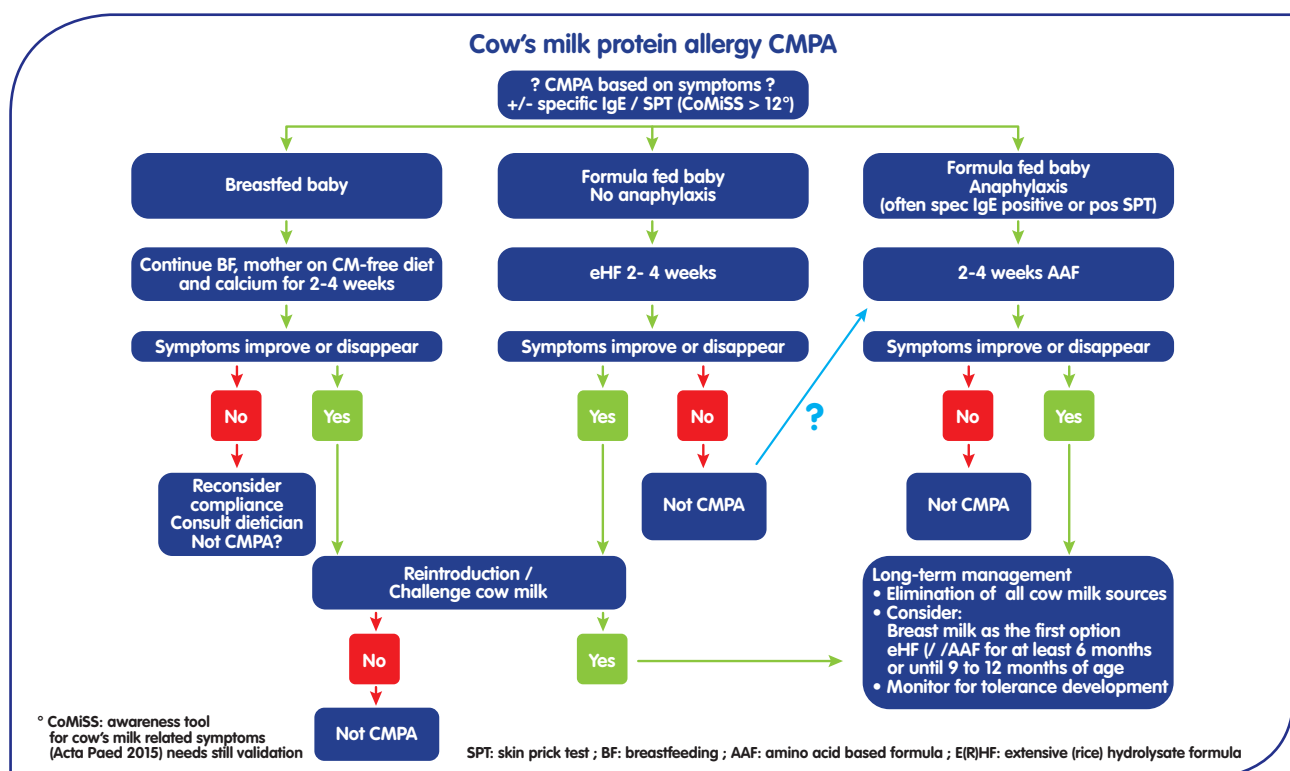 Cow's milk protein allergy CMPA
? CMPA based on symptoms ?
+/- specific IgE / SPT (CoMiSS > 12°)
Breastfed baby
Formula fed baby
No anaphylaxis
Formula fed baby
Anaphylaxis
(often spec IgE positive or pos SPT)
Continue BF, mother on CM-free diet
and calcium for 2-4 weeks
eHF 2- 4 weeks
2-4 weeks AAF
Symptoms improve or disappear
Symptoms improve or disappear
Symptoms improve or disappear
No
Yes
Yes
No
?
No
Yes
Reconsider
compliance
Consult dietician
Not CMPA?
Not CMPA
Not CMPA
Reintroduction /
Challenge cow milk
Long-term management
• Elimination of all cow milk sources
• Consider:
Breast milk as the first option
eHF (/ /AAF for at least 6 months
or until 9 to 12 months of age
• Monitor for tolerance development
No
Yes
Not CMPA
° CoMiSS: awareness tool
for cow's milk related symptoms
(Acta Paed 2015) needs still validation
SPT: skin prick test ; BF: breastfeeding ; AAF: amino acid based formula ; E(R)HF: extensive (rice) hydrolysate formula